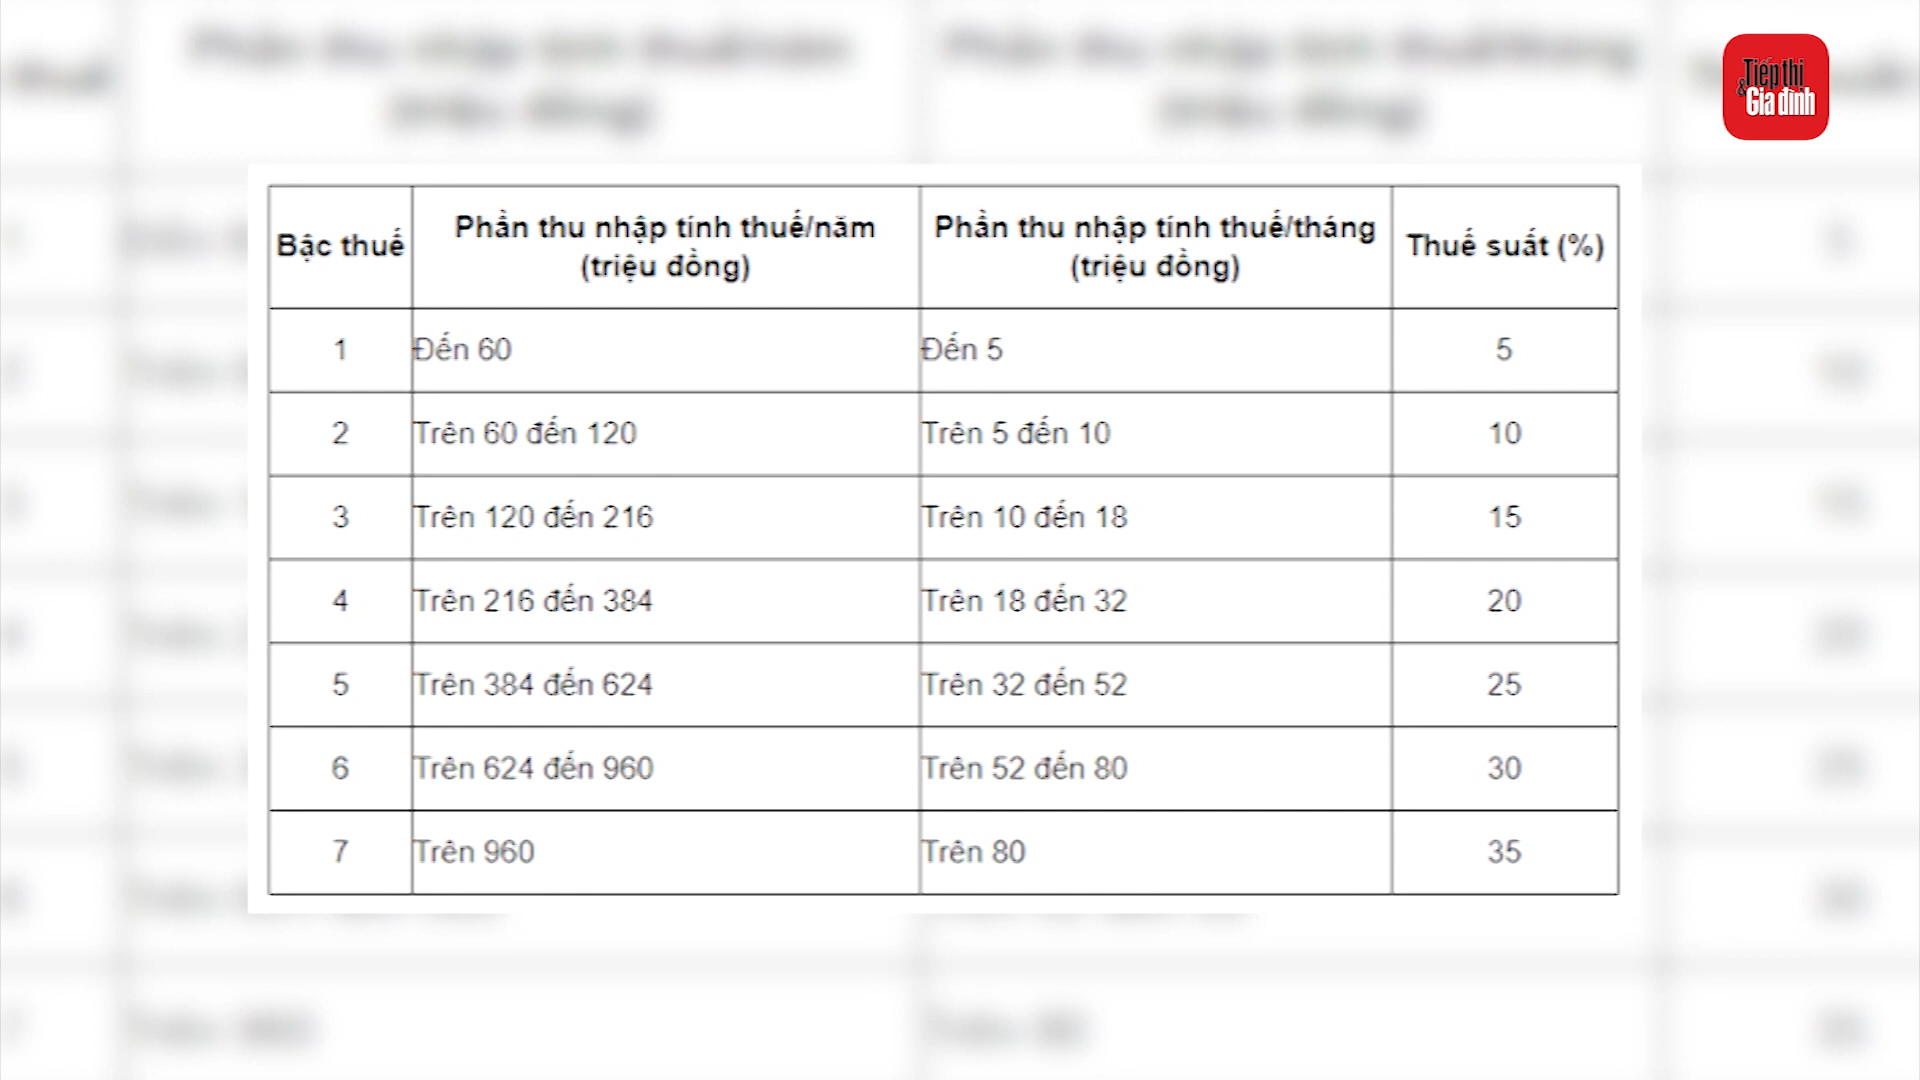 Tiếp thị
& Gia đình
Bậc thuế
Phần thu nhập tính thuế/năm
(triệu đồng)
Phần thu nhập tính thuế/tháng
(triệu đồng)
Thuế suất (%)
1 Đến 60 Đến 5 5
2 Trên 60 đến 120 Trên 5 đến 10 10
3 Trên 120 đến 216 Trên 10 đến 18 15
4 Trên 216 đến 384 Trên 18 đến 32 20
5 Trên 384 đến 624 Trên 32 đến 52 25
6 Trên 624 đến 960 Trên 52 đến 80 30
7 Trên 960 Trên 80 35